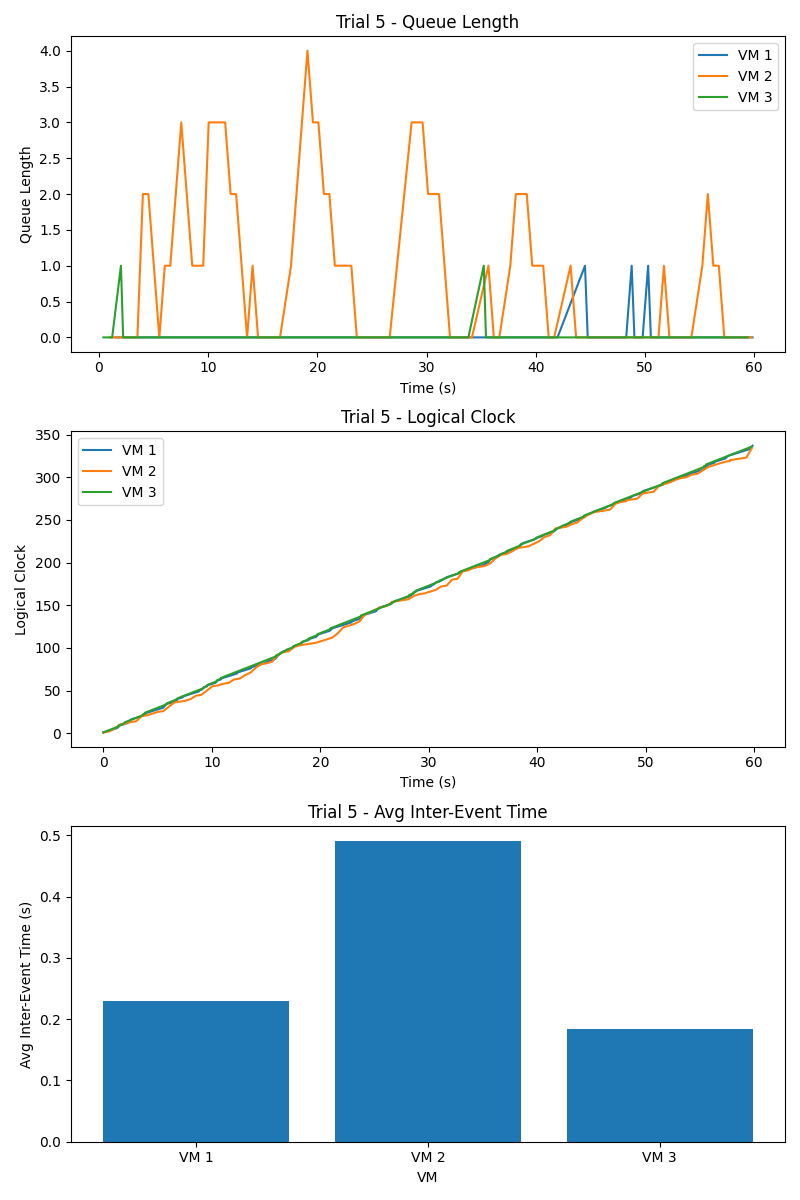 Trial 5 - Queue Length
4.0
3.5
3.0
2.5
2.0
1.5
1.0
0.5
0.0
Queue Length
VM 1
VM 2
VM 3
0 10 20 30 40 50 60
Time (s)
Trial 5 - Logical Clock
350
300
250
200
150
100
50
0
Logical Clock
VM 1
VM 2
VM 3
0 10 20 30 40 50 60
Time (s)
Trial 5 - Avg Inter-Event Time
0.5
0.4
0.3
0.2
0.1
0.0
Avg Inter-Event Time (s)
VM 1 VM 2 VM 3
VM